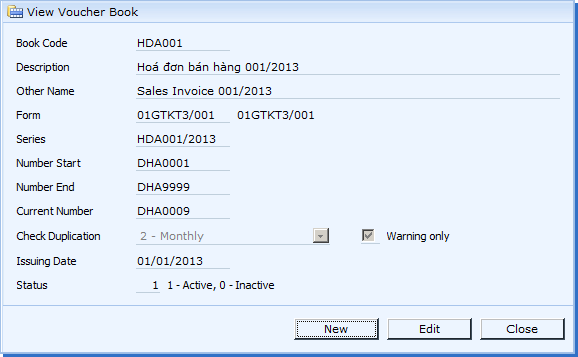 View Voucher Book
Book Code HDA001
Description Hoá đơn bán hàng 001/2013
Other Name Sales Invoice 001/2013
Form 01GTKT3/001 01GTKT3/001
Series HDA001/2013
Number Start DHA0001
Number End DHA9999
Current Number DHA0009
Check Duplication 2 - Monthly Warning only
Issuing Date 01/01/2013
Status 1 1 - Active, 0 - Inactive
New Edit Close